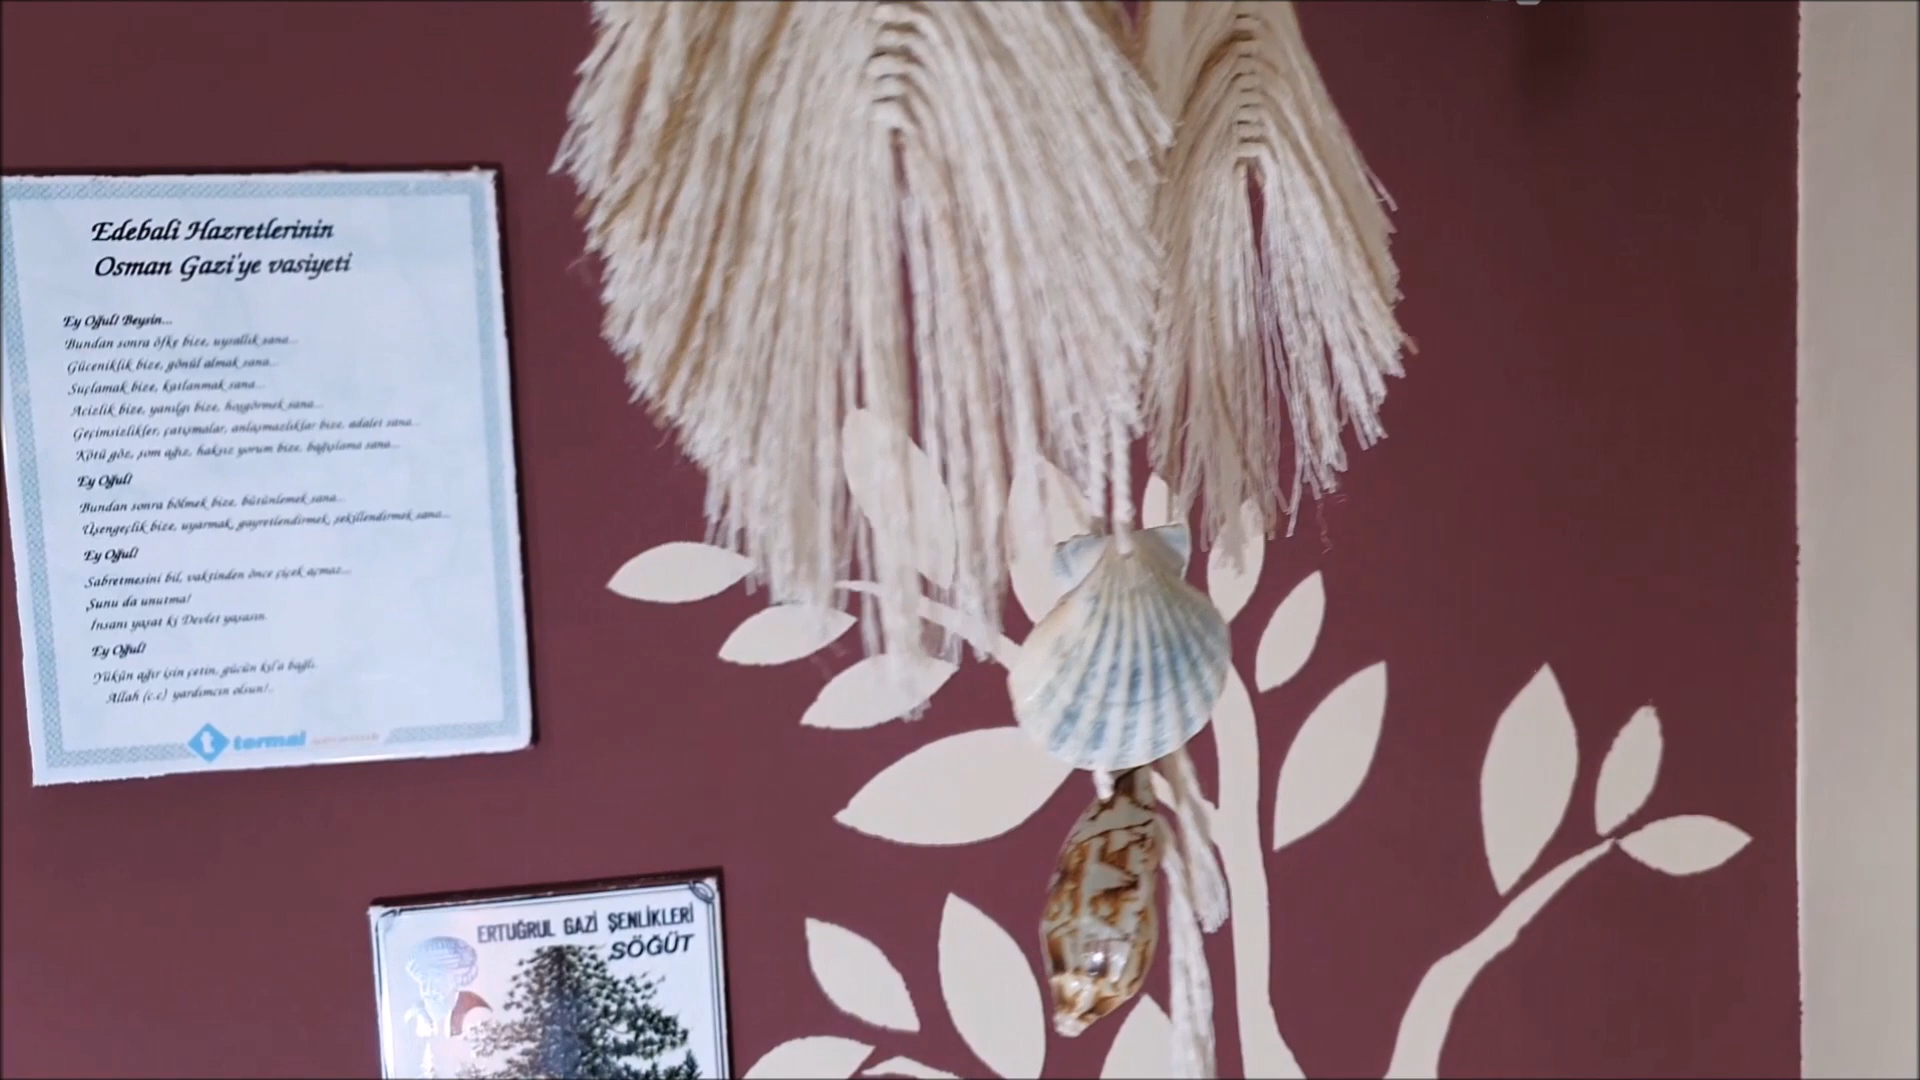 Edebali Hazretlerinin
Osman Gazi'ye vasiyeti
Ey Oğul! Beysin...
Bundan sonra öfke bize, uysallık sana...
Güceniklik bize, gönül almak sana...
Suçlamak bize, katlanmak sana...
Acizlik bize, yanılgı bize, hoşgörmek sana...
Geçimsizlikler, çatışmalar, anlaşmazlıklar bize, adalet sana...
Kötü göz, şom ağız, haksız yorum bize, bağışlama sana...
Ey Oğul!
Bundan sonra bölmek bize, bütünlemek sana...
Üşengeçlik bize, uyarmak, gayretlendirmek, şekillendirmek sana...
Ey Oğul!
Sabretmesini bil, vaktinden önce çiçek açmaz...
Şunu da unutma!
İnsanı yaşat ki Devlet yaşasın.
Ey Oğul!
Yükün ağır işin çetin, gücün kıl'a bağlı.
Allah (c.c) yardımcın olsun!..
t termal
ERTUĞRUL GAZİ ŞENLİKLERİ
SÖĞÜT